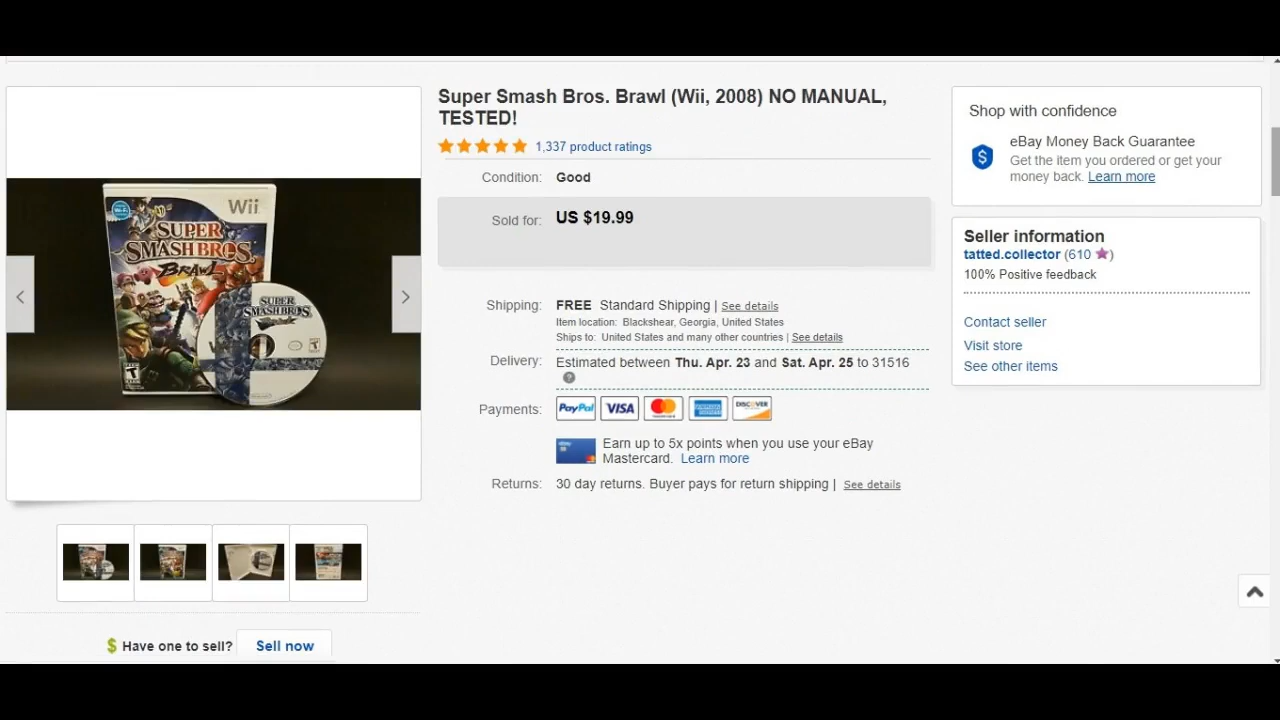 Super Smash Bros. Brawl (Wii, 2008) NO MANUAL,
TESTED!
1,337 product ratings
Condition: Good
Sold for: US $19.99
Shipping: FREE Standard Shipping | See details
Item location: Blackshear, Georgia, United States
Ships to: United States and many other countries | See details
Delivery: Estimated between Thu. Apr. 23 and Sat. Apr. 25 to 31516
?
Payments: PayPal VISA MasterCard AMERICAN EXPRESS DISCOVER
Earn up to 5x points when you use your eBay
Mastercard. Learn more
Returns: 30 day returns. Buyer pays for return shipping | See details
Shop with confidence
$
eBay Money Back Guarantee
Get the item you ordered or get your
money back. Learn more
Seller information
tatted.collector (610)
100% Positive feedback
Contact seller
Visit store
See other items
Wii
SUPER
SMASH BROS.
BRAWL
SUPER
SMASH BROS.
T
T
$ Have one to sell? Sell now